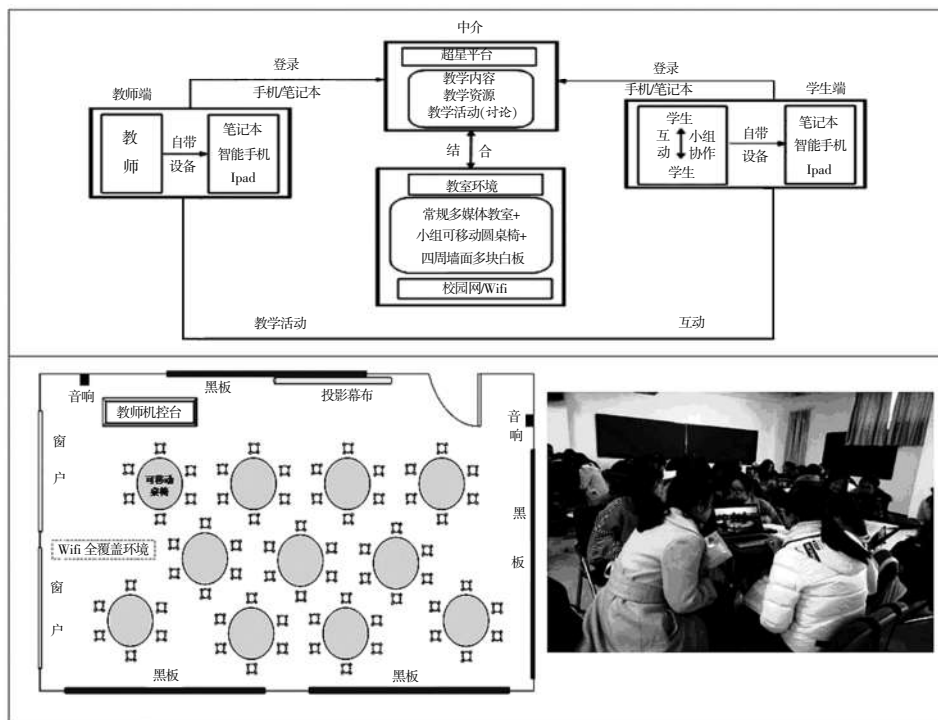 中介
超星平台
教学内容
教学资源
教学活动(讨论)
登录
手机/笔记本
登录
手机/笔记本
教师端
教师
自带
设备
笔记本
智能手机
Ipad
学生端
学生
互动
小组
协作
学生
自带
设备
笔记本
智能手机
Ipad
结 合
教室环境
常规多媒体教室+
小组可移动圆桌椅+
四周墙面多块白板
校园网/Wifi
教学活动
互动
音响
黑板
投影幕布
教师机控台
音响
窗户
可移动
桌椅
黑板
Wifi 全覆盖环境
窗户
黑板
黑板